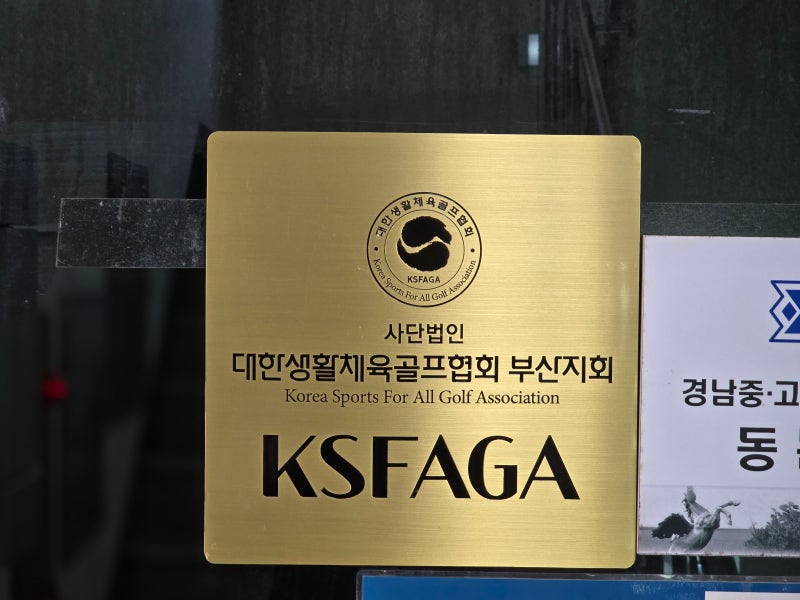 대한생활체육골프협회
KSFAGA
Korea Sports For All Golf Association
사단법인
대한생활체육골프협회 부산지회
Korea Sports For All Golf Association
KSFAGA
경남중·고
동